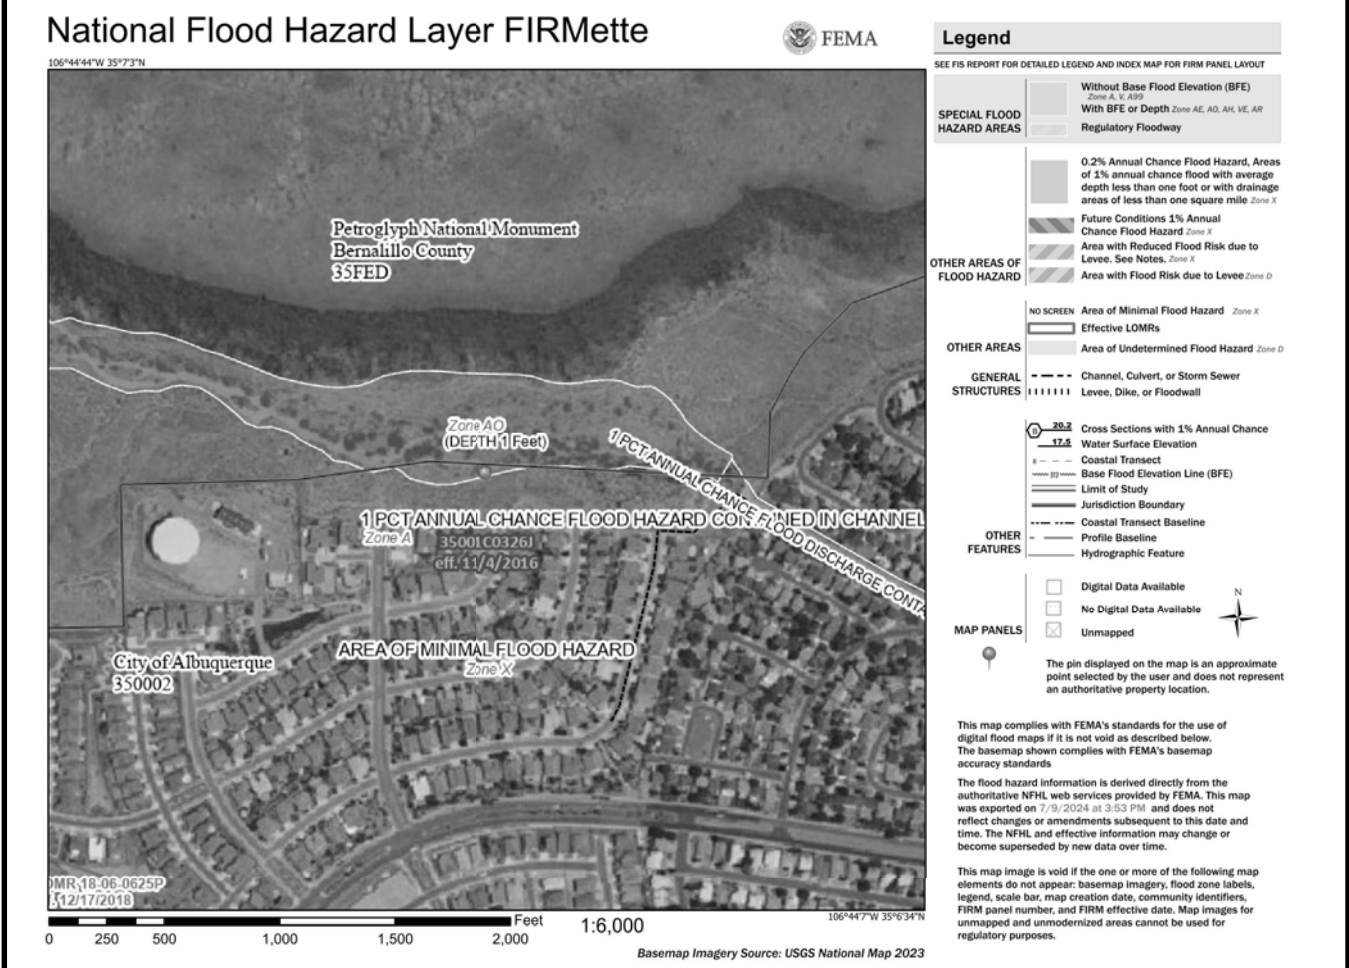 National Flood Hazard Layer FIRMette
FEMA
106°44'44"W 35°7'3"N
Petroglyph National Monument
Bernalillo County
35FED
Zone AO
(DEPTH 1 Feet)
1 PCT ANNUAL CHANCE FLOOD DISCHARGE CONTA
1 PCT ANNUAL CHANCE FLOOD HAZARD CON INED IN CHANNEL
Zone A
35001C0326J
eff. 11/4/2016
AREA OF MINIMAL FLOOD HAZARD
Zone X
City of Albuquerque
350002
OMR 18-06-0625P
. 12/17/2018
106°44'7"W 35°6'34"N
Feet
1:6,000
0 250 500 1,000 1,500 2,000
Basemap Imagery Source: USGS National Map 2023
Legend
SEE FIS REPORT FOR DETAILED LEGEND AND INDEX MAP FOR FIRM PANEL LAYOUT
SPECIAL FLOOD
HAZARD AREAS
Without Base Flood Elevation (BFE)
Zone A, V, A99
With BFE or Depth Zone AE, AO, AH, VE, AR
Regulatory Floodway
OTHER AREAS OF
FLOOD HAZARD
0.2% Annual Chance Flood Hazard, Areas
of 1% annual chance flood with average
depth less than one foot or with drainage
areas of less than one square mile Zone X
Future Conditions 1% Annual
Chance Flood Hazard Zone X
Area with Reduced Flood Risk due to
Levee. See Notes. Zone X
Area with Flood Risk due to Levee Zone D
OTHER AREAS
NO SCREEN Area of Minimal Flood Hazard Zone X
Effective LOMRs
Area of Undetermined Flood Hazard Zone D
GENERAL
STRUCTURES
Channel, Culvert, or Storm Sewer
Levee, Dike, or Floodwall
OTHER
FEATURES
B 20.2 Cross Sections with 1% Annual Chance
17.5 Water Surface Elevation
8 Coastal Transect
513 Base Flood Elevation Line (BFE)
Limit of Study
Jurisdiction Boundary
Coastal Transect Baseline
Profile Baseline
Hydrographic Feature
MAP PANELS
Digital Data Available
No Digital Data Available
Unmapped
N
The pin displayed on the map is an approximate
point selected by the user and does not represent
an authoritative property location.
This map complies with FEMA's standards for the use of
digital flood maps if it is not void as described below.
The basemap shown complies with FEMA's basemap
accuracy standards
The flood hazard information is derived directly from the
authoritative NFHL web services provided by FEMA. This map
was exported on 7/9/2024 at 3:53 PM and does not
reflect changes or amendments subsequent to this date and
time. The NFHL and effective information may change or
become superseded by new data over time.
This map image is void if the one or more of the following map
elements do not appear: basemap imagery, flood zone labels,
legend, scale bar, map creation date, community identifiers,
FIRM panel number, and FIRM effective date. Map images for
unmapped and unmodernized areas cannot be used for
regulatory purposes.